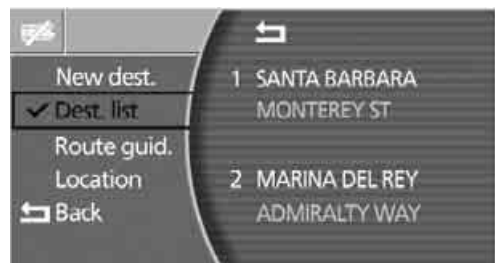 New dest.
Dest. list
Route guid.
Location
Back
1 SANTA BARBARA
MONTEREY ST
2 MARINA DEL REY
ADMIRALTY WAY